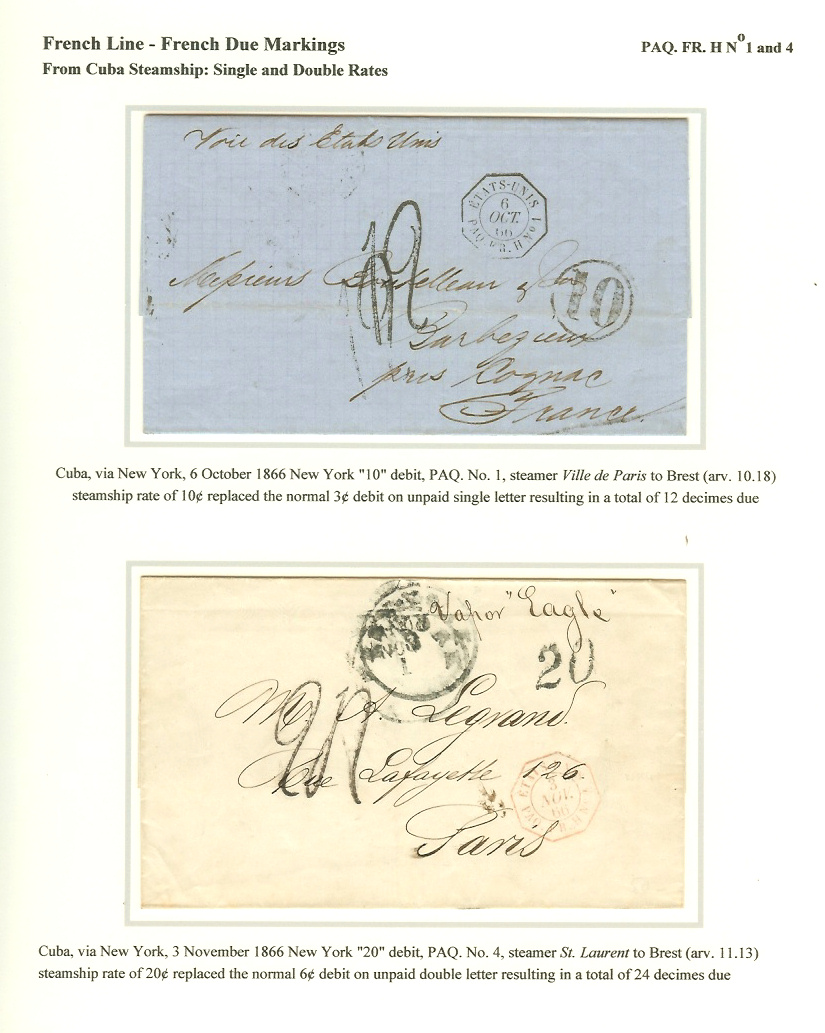 French Line - French Due Markings
PAQ. FR. H Nº 1 and 4
From Cuba Steamship: Single and Double Rates
Voie des États Unis
ÉTATS-UNIS
6
OCT.
66
PAQ. FR. H Nº 1
12
10
Messieurs
Barbezieux
près Cognac
France.
Cuba, via New York, 6 October 1866 New York "10" debit, PAQ. No. 1, steamer Ville de Paris to Brest (arv. 10.18)
steamship rate of 10¢ replaced the normal 3¢ debit on unpaid single letter resulting in a total of 12 decimes due
Vapor "Eagle"
NOV
1
20
24
Mr A. Legrand.
Rue Lafayette 126.
3
NOV.
66
Paris
Cuba, via New York, 3 November 1866 New York "20" debit, PAQ. No. 4, steamer St. Laurent to Brest (arv. 11.13)
steamship rate of 20¢ replaced the normal 6¢ debit on unpaid double letter resulting in a total of 24 decimes due